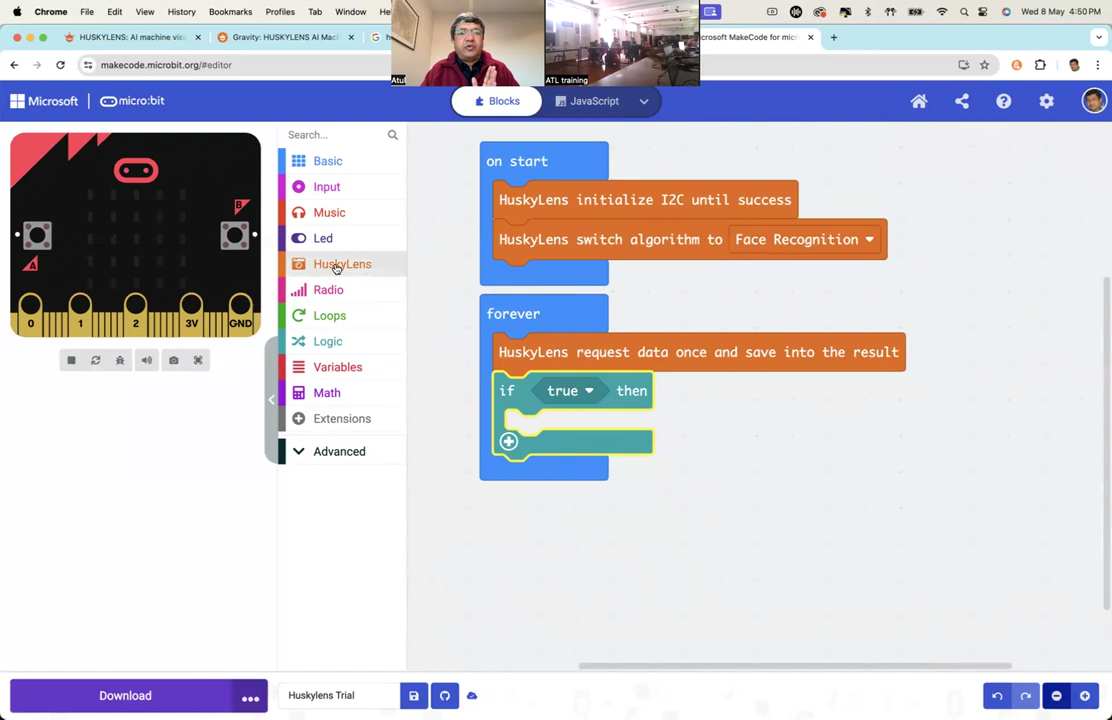 Chrome File Edit View History Bookmarks Profiles Tab Window
Wed 8 May 4:50 PM
HUSKYLENS: AI machine visi
Gravity: HUSKYLENS AI Mac
icrosoft MakeCode for micr
Atul
ATL training
makecode.microbit.org/#editor
Microsoft
micro:bit
Blocks
JavaScript
Search...
Basic
Input
Music
Led
HuskyLens
Radio
Loops
Logic
Variables
Math
Extensions
Advanced
A
B
0 1 2 3V GND
on start
HuskyLens initialize I2C until success
HuskyLens switch algorithm to Face Recognition
forever
HuskyLens request data once and save into the result
if true then
Download
Huskylens Trial